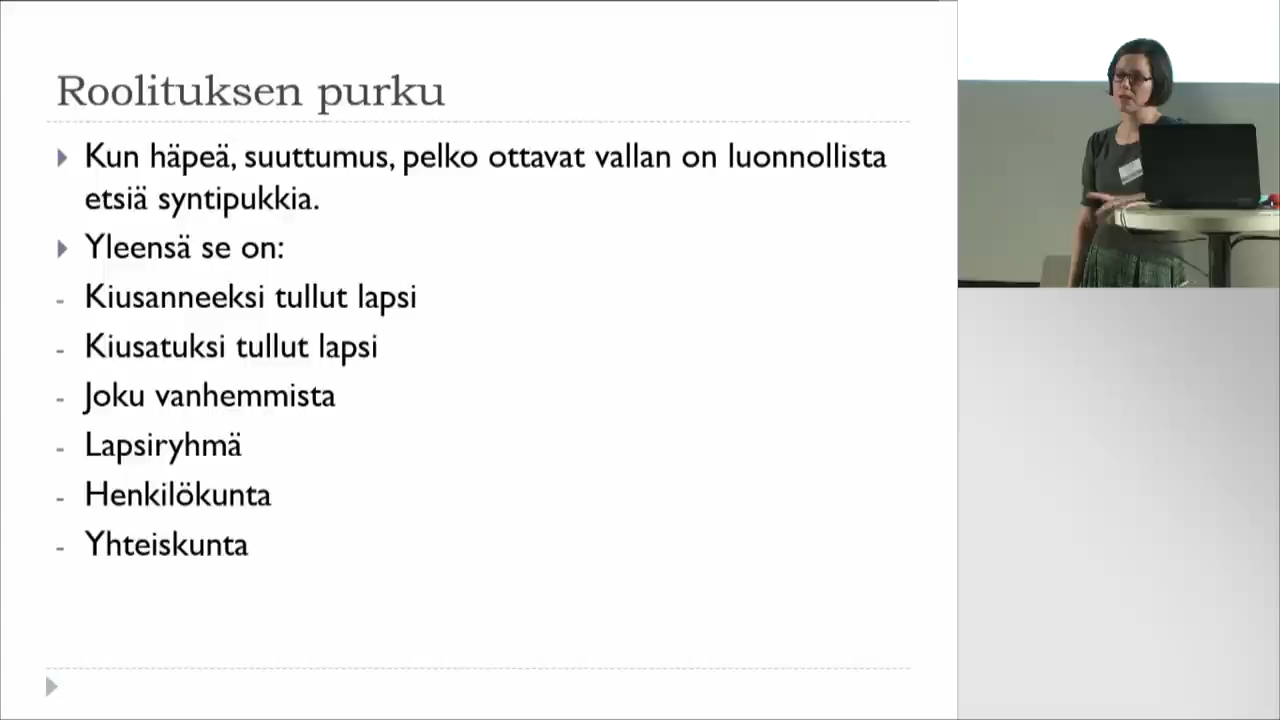 Roolituksen purku
Kun häpeä, suuttumus, pelko ottavat vallan on luonnollista
etsiä syntipukkia.
Yleensä se on:
- Kiusanneeksi tullut lapsi
- Kiusatuksi tullut lapsi
- Joku vanhemmista
- Lapsiryhmä
- Henkilökunta
- Yhteiskunta